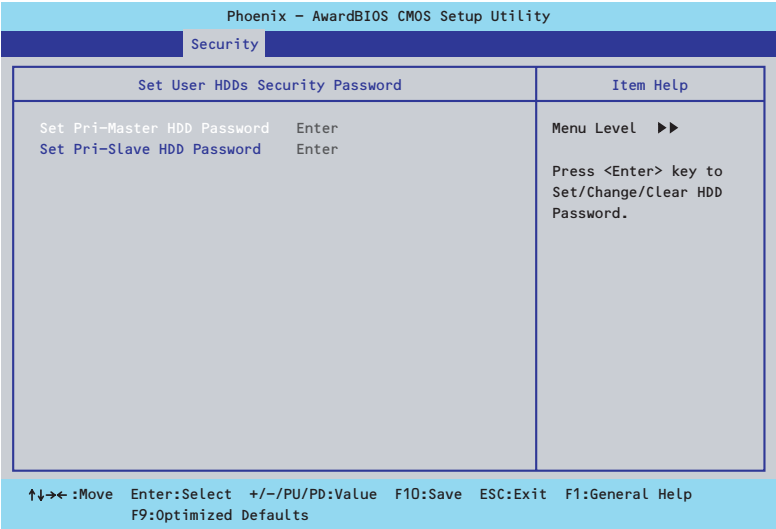 Phoenix – AwardBIOS CMOS Setup Utility
Security
Set User HDDs Security Password
Item Help
Set Pri-Master HDD Password Enter
Set Pri-Slave HDD Password Enter
Menu Level ▶▶
Press <Enter> key to
Set/Change/Clear HDD
Password.
↑↓→← :Move Enter:Select +/-/PU/PD:Value F10:Save ESC:Exit F1:General Help
F9:Optimized Defaults